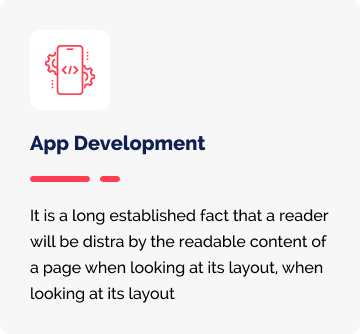 </>
App Development
It is a long established fact that a reader
will be distra by the readable content of
a page when looking at its layout, when
looking at its layout